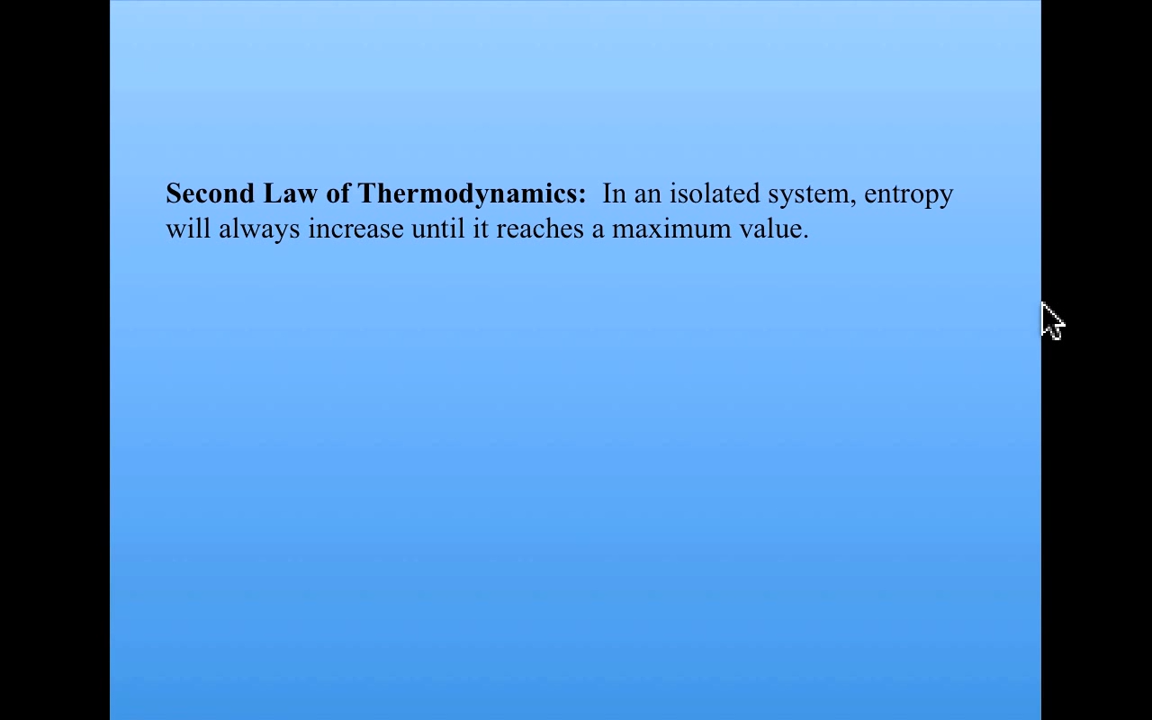 Second Law of Thermodynamics:  In an isolated system, entropy
will always increase until it reaches a maximum value.